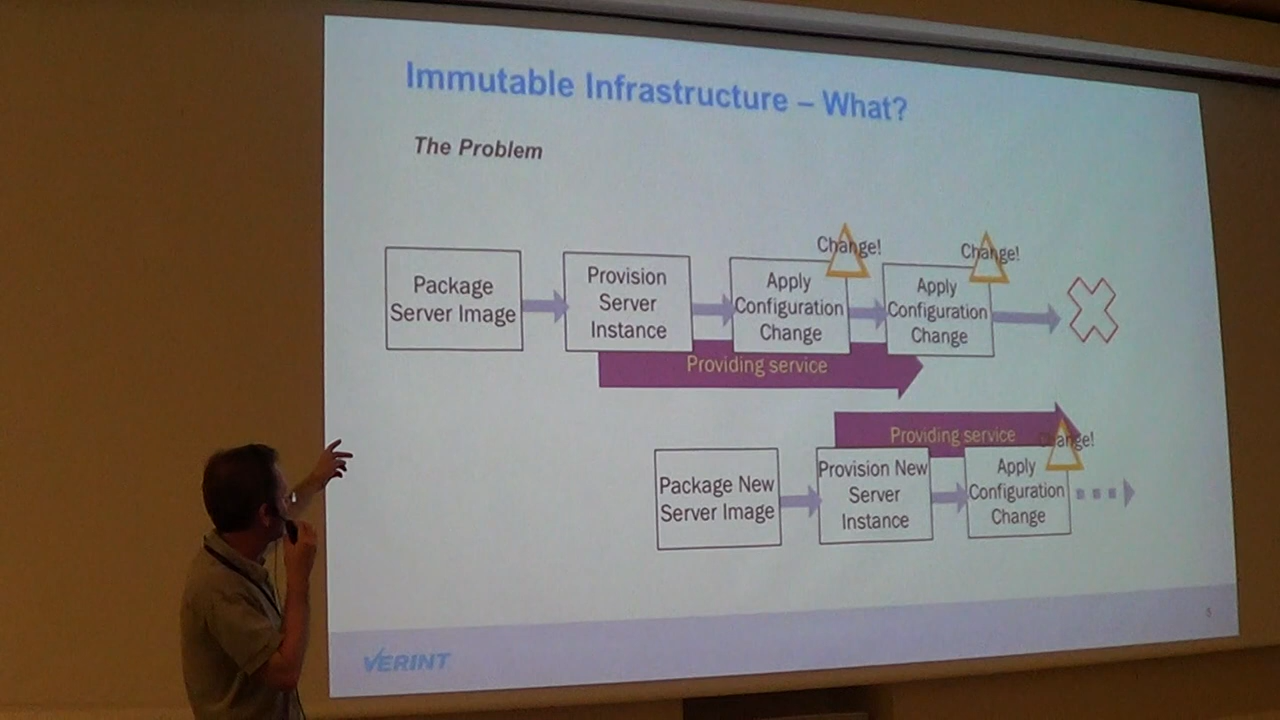 Immutable Infrastructure – What?
The Problem
Package
Server Image
Provision
Server
Instance
Apply
Configuration
Change
Change!
Apply
Configuration
Change
Change!
Providing service
Providing service
Package New
Server Image
Provision New
Server
Instance
Apply
Configuration
Change
Change!
VERINT
5